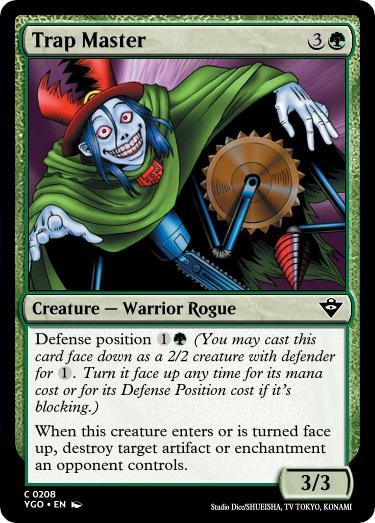 Trap Master 3
Creature — Warrior Rogue
Defense position 1 (You may cast this
card face down as a 2/2 creature with defender
for 1. Turn it face up any time for its mana
cost or for its Defense Position cost if it's
blocking.)
When this creature enters or is turned face
up, destroy target artifact or enchantment
an opponent controls.
3/3
C 0208
YGO • EN
Studio Dice/SHUEISHA, TV TOKYO, KONAMI